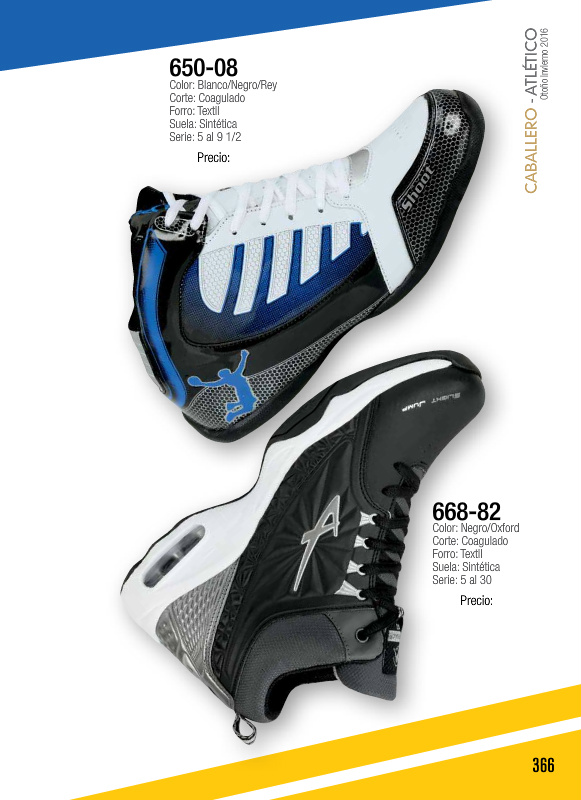 650-08
Color: Blanco/Negro/Rey
Corte: Coagulado
Forro: Textil
Suela: Sintética
Serie: 5 al 9 1/2
Precio:
CABALLERO - ATLÉTICO
Otoño Invierno 2016
Shoot
SLIGHT JUMP
668-82
Color: Negro/Oxford
Corte: Coagulado
Forro: Textil
Suela: Sintética
Serie: 5 al 30
Precio:
366